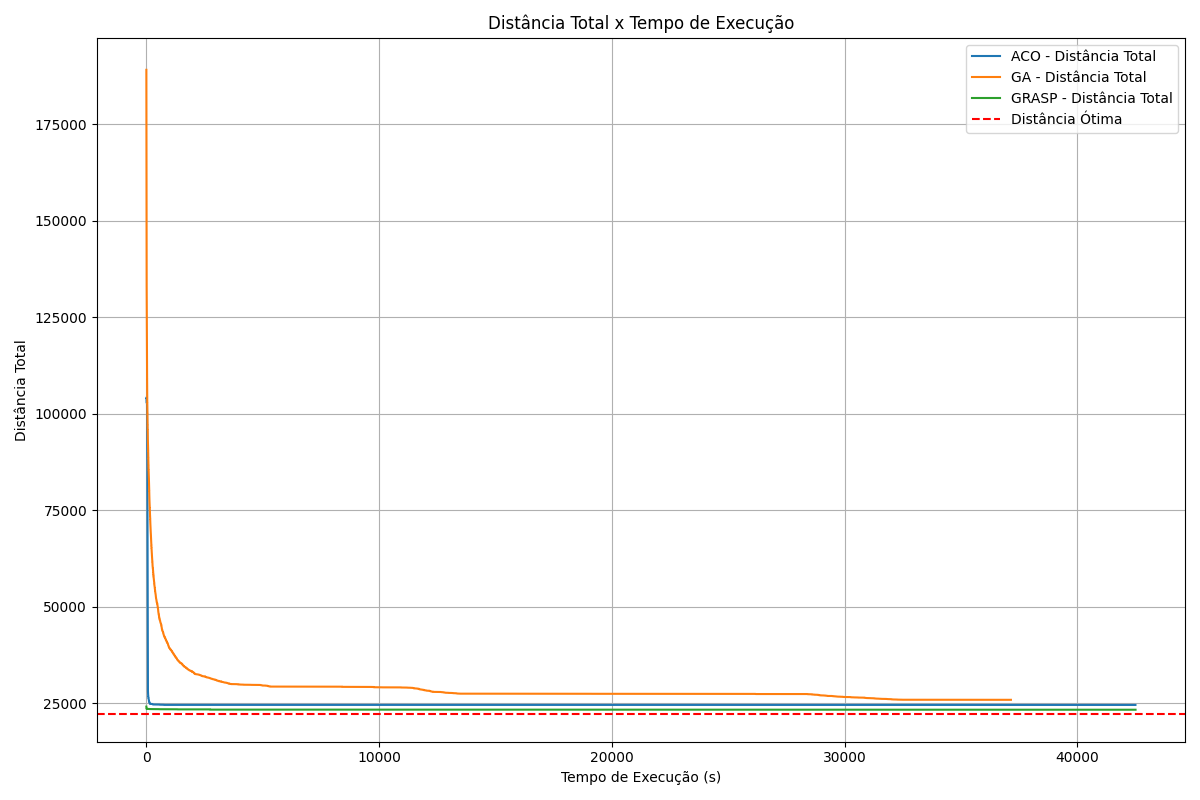 Distância Total x Tempo de Execução
ACO - Distância Total
GA - Distância Total
GRASP - Distância Total
Distância Ótima
Distância Total
175000
150000
125000
100000
75000
50000
25000
0
10000
20000
30000
40000
Tempo de Execução (s)